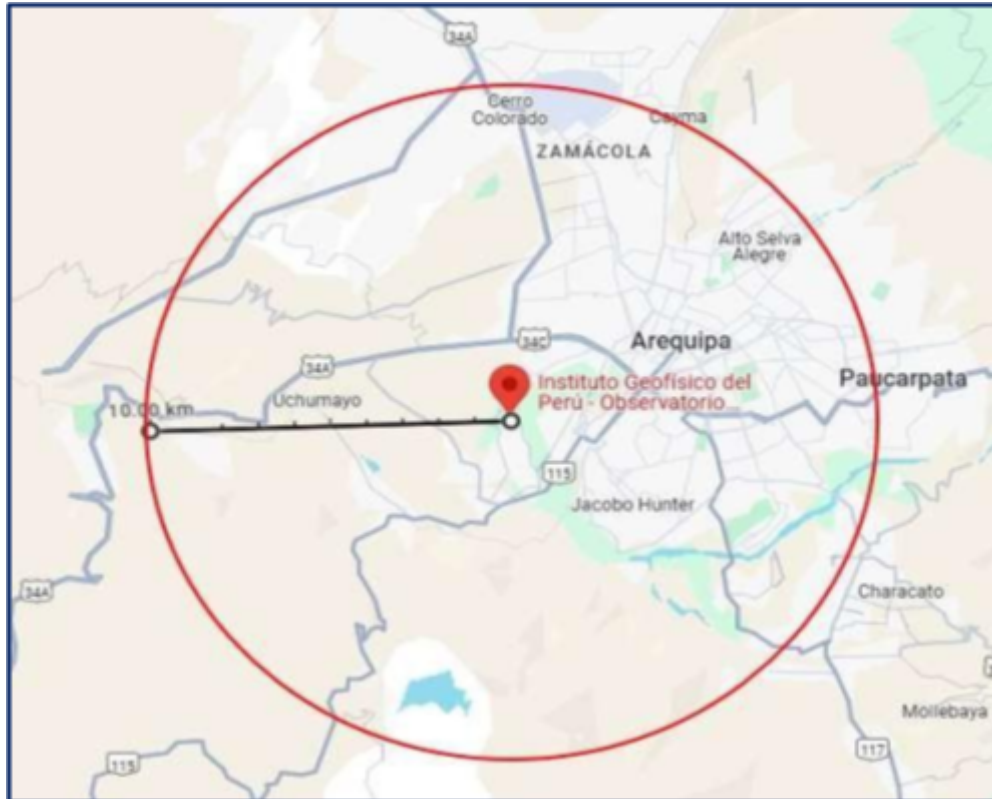 34A
Cerro
Colorado
Cayma
ZAMÁCOLA
Alto Selva
Alegre
34C
Arequipa
34A
Instituto Geofísico del
Perú - Observatorio
Paucarpata
10.00 km
Uchumayo
115
Jacobo Hunter
34A
Characato
Mollebaya
115
117